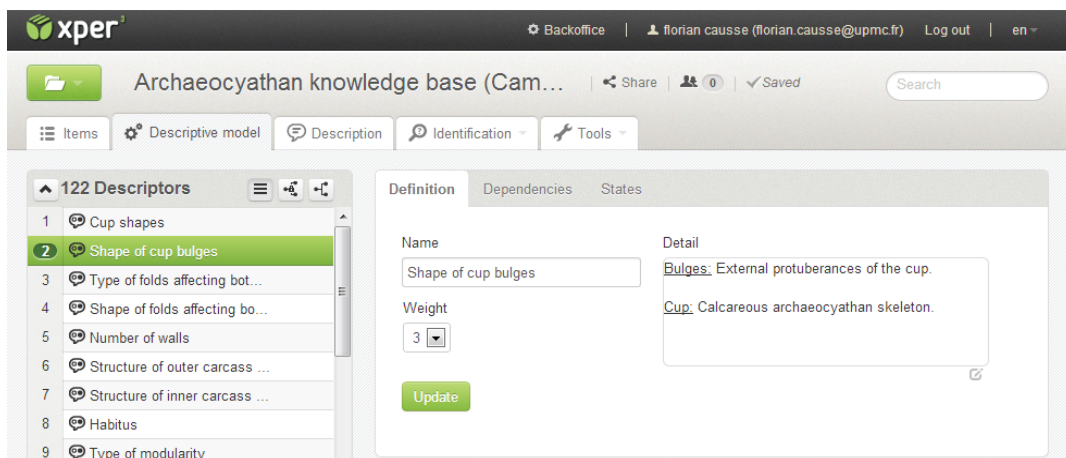 xper³
Backoffice | florian causse (florian.causse@upmc.fr) Log out | en
Archaeocyathan knowledge base (Cam... | Share | 0 | Saved
Search
Items Descriptive model Description Identification Tools
122 Descriptors
1 Cup shapes
2 Shape of cup bulges
3 Type of folds affecting bot...
4 Shape of folds affecting bo...
5 Number of walls
6 Structure of outer carcass ...
7 Structure of inner carcass ...
8 Habitus
9 Type of modularity
Definition Dependencies States
Name
Shape of cup bulges
Weight
3
Update
Detail
Bulges: External protuberances of the cup.
Cup: Calcareous archaeocyathan skeleton.